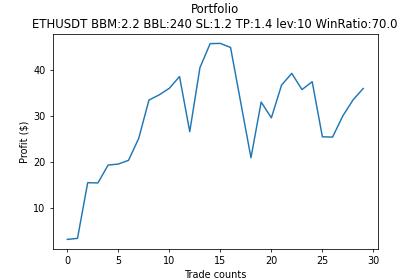 Portfolio
ETHUSDT BBM:2.2 BBL:240 SL:1.2 TP:1.4 lev:10 WinRatio:70.0
40
30
20
10
Profit ($)
0 5 10 15 20 25 30
Trade counts